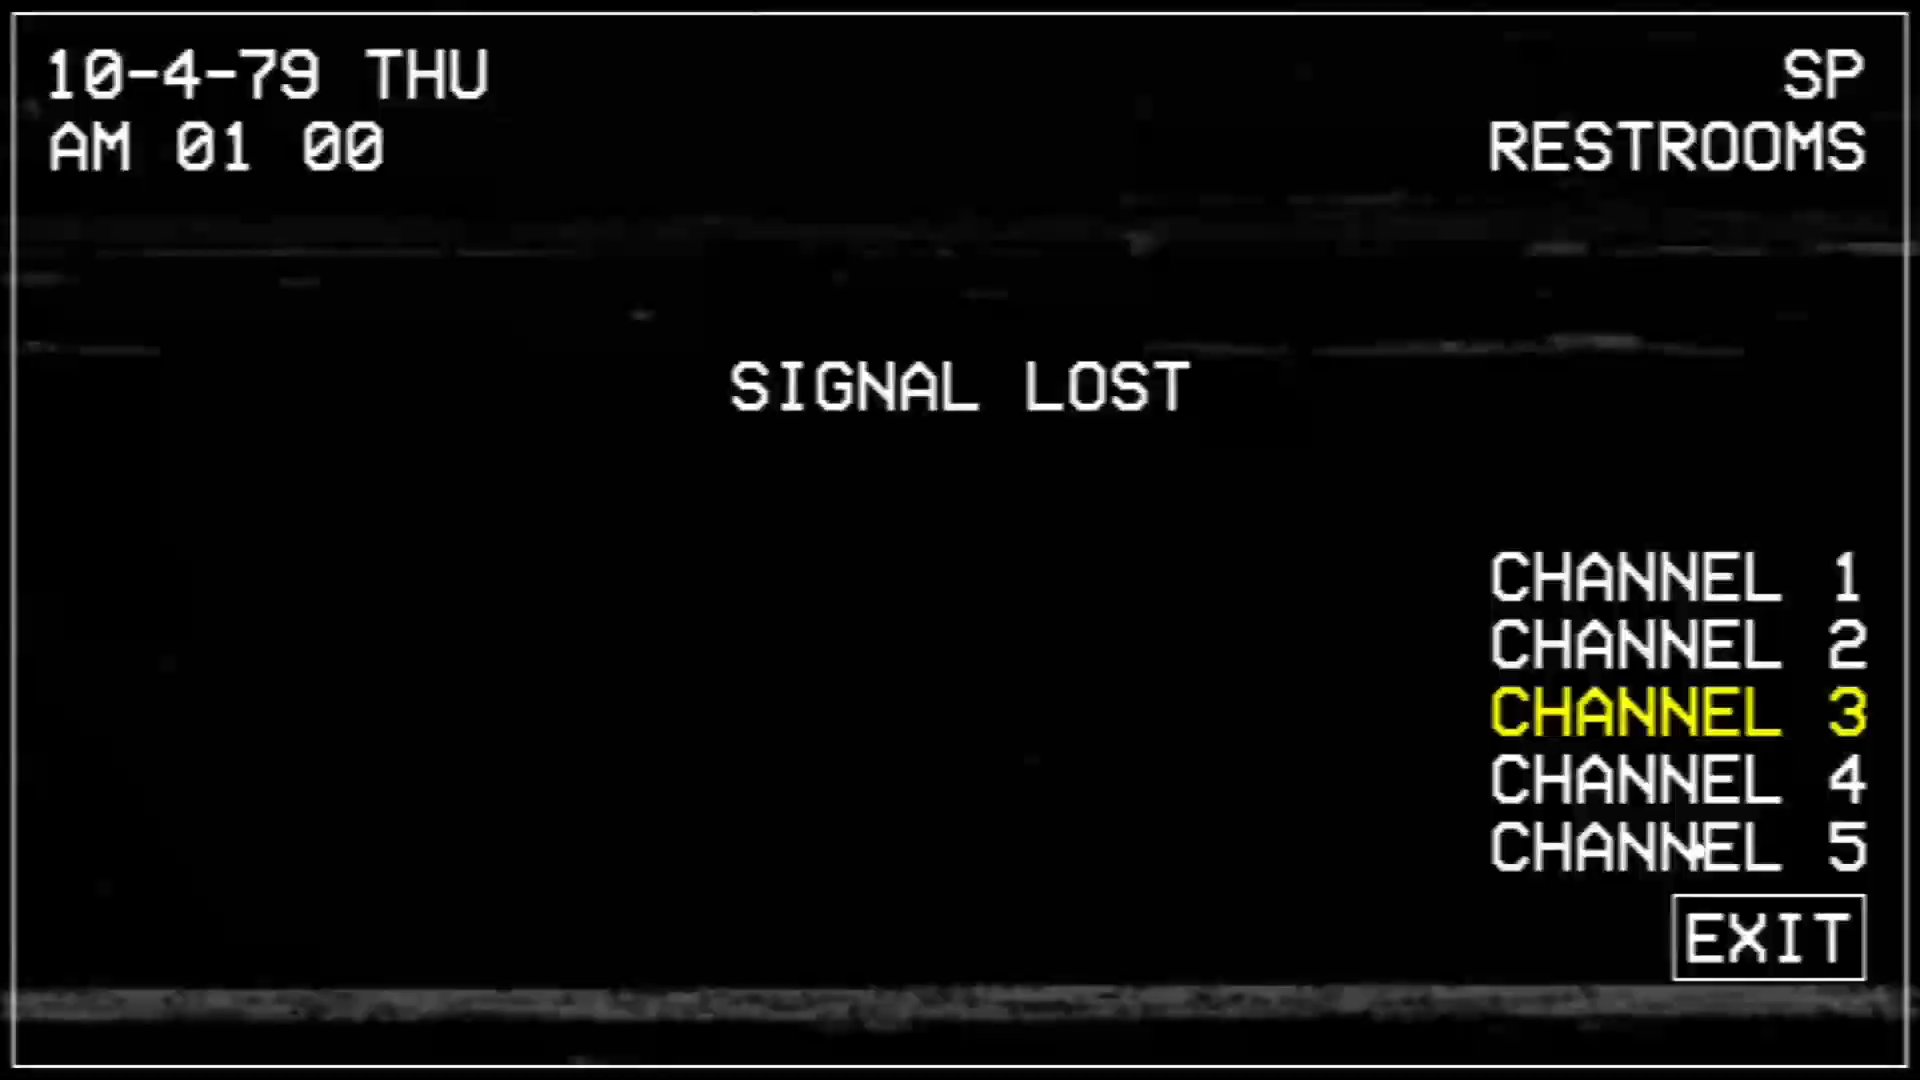 10-4-79 THU
AM 01 00
SP
RESTROOMS
SIGNAL LOST
CHANNEL 1
CHANNEL 2
CHANNEL 3
CHANNEL 4
CHANNEL 5
EXIT